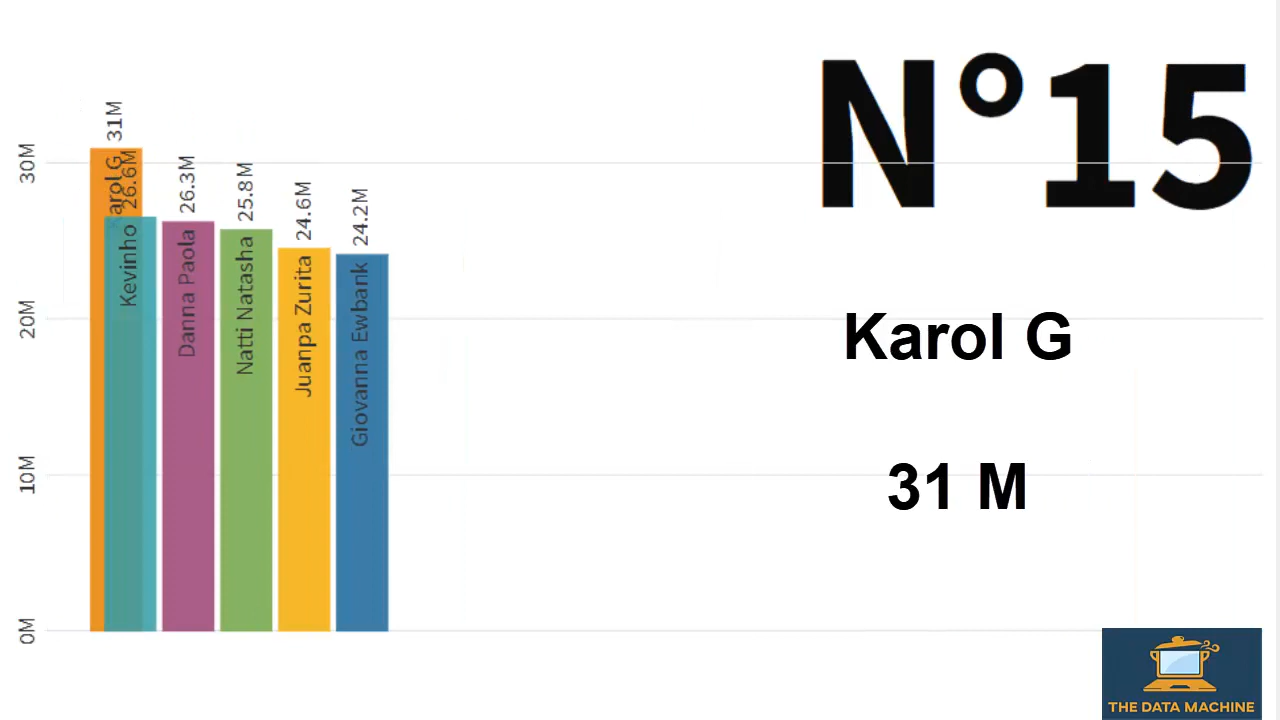 N°15
Karol G
31 M
30M
20M
10M
0M
31M
Karol G
26.6M
Kevinho
26.3M
Danna Paola
25.8M
Natti Natasha
24.6M
Juanpa Zurita
24.2M
Giovanna Ewbank
THE DATA MACHINE